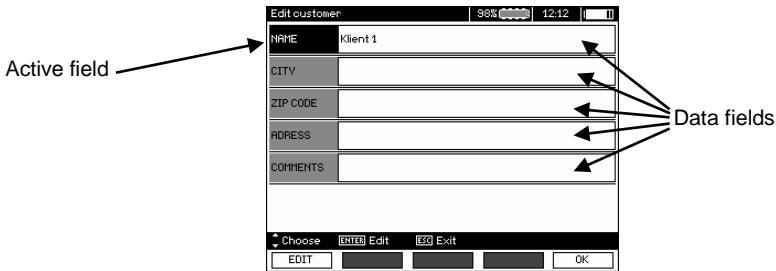 Edit customer 98% 12:12
NAME Klient 1
Active field
CITY
ZIP CODE
Data fields
ADRESS
COMMENTS
Choose ENTER Edit ESC Exit
EDIT OK